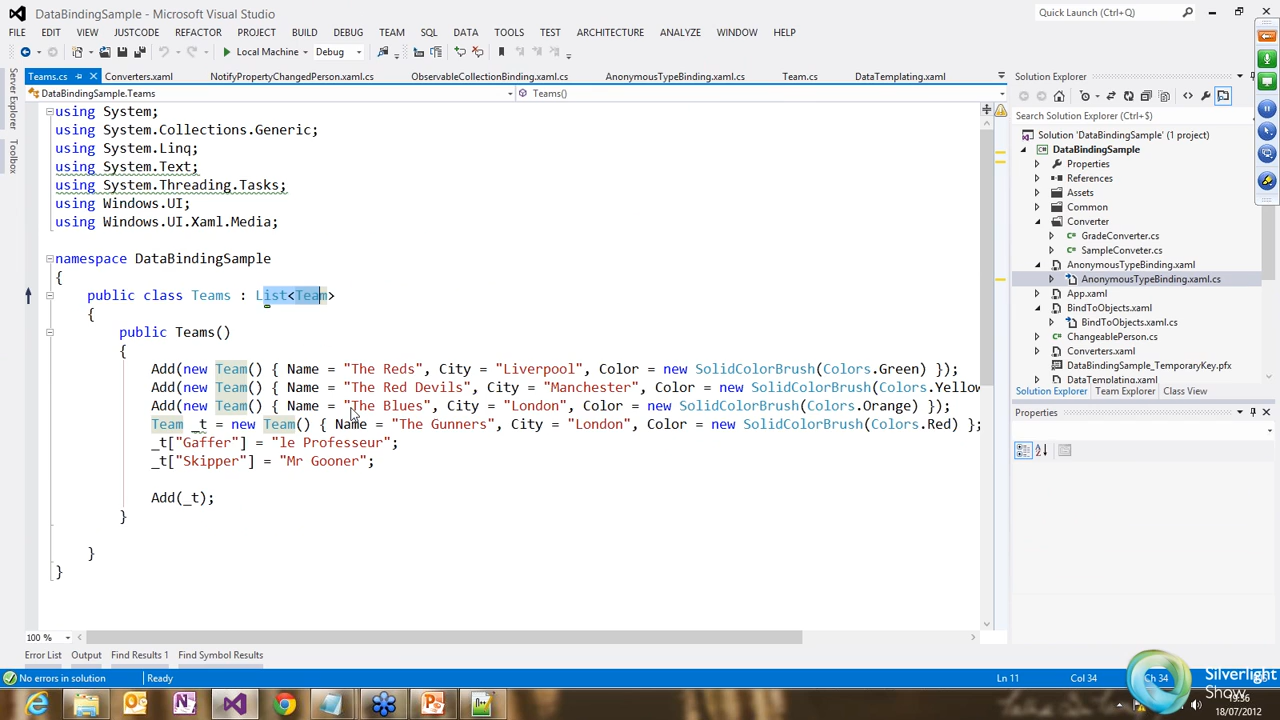 DataBindingSample - Microsoft Visual Studio
Quick Launch (Ctrl+Q)
FILE EDIT VIEW JUSTCODE REFACTOR PROJECT BUILD DEBUG TEAM SQL DATA TOOLS TEST ARCHITECTURE ANALYZE WINDOW HELP
Local Machine Debug
Server Explorer
Toolbox
Teams.cs Converters.xaml NotifyPropertyChangedPerson.xaml.cs ObservableCollectionBinding.xaml.cs AnonymousTypeBinding.xaml.cs Team.cs DataTemplating.xaml
DataBindingSample.Teams Teams()
using System;
using System.Collections.Generic;
using System.Linq;
using System.Text;
using System.Threading.Tasks;
using Windows.UI;
using Windows.UI.Xaml.Media;
namespace DataBindingSample
{
public class Teams : List<Team>
{
public Teams()
{
Add(new Team() { Name = "The Reds", City = "Liverpool", Color = new SolidColorBrush(Colors.Green) });
Add(new Team() { Name = "The Red Devils", City = "Manchester", Color = new SolidColorBrush(Colors.Yellow
Add(new Team() { Name = "The Blues", City = "London", Color = new SolidColorBrush(Colors.Orange) });
Team _t = new Team() { Name = "The Gunners", City = "London", Color = new SolidColorBrush(Colors.Red) };
_t["Gaffer"] = "le Professeur";
_t["Skipper"] = "Mr Gooner";
Add(_t);
}
}
}
100 %
Solution Explorer
Search Solution Explorer (Ctrl+;)
Solution 'DataBindingSample' (1 project)
DataBindingSample
Properties
References
Assets
Common
Converter
GradeConverter.cs
SampleConveter.cs
AnonymousTypeBinding.xaml
AnonymousTypeBinding.xaml.cs
App.xaml
BindToObjects.xaml
BindToObjects.xaml.cs
ChangeablePerson.cs
Converters.xaml
DataBindingSample_TemporaryKey.pfx
DataTemplating.xaml
Solution Explorer Team Explorer Class View
Properties
Error List Output Find Results 1 Find Symbol Results
No errors in solution Ready Ln 11 Col 34 Ch 34
Silverlight
Show
19:56
18/07/2012